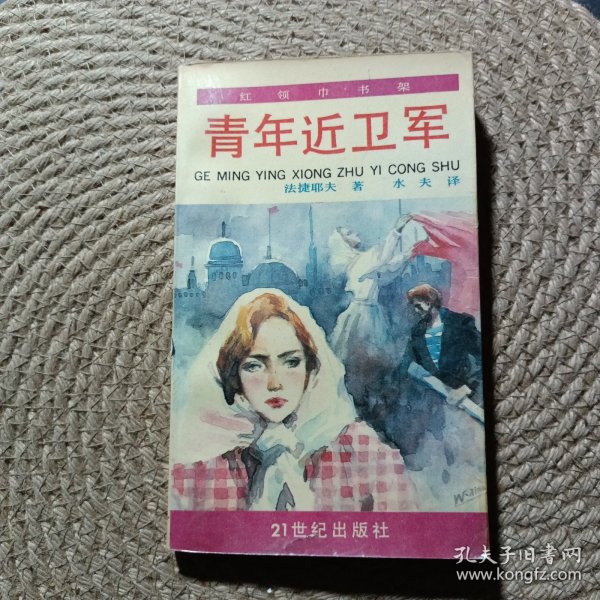 红领巾书架
青年近卫军
GE MING YING XIONG ZHU YI CONG SHU
法捷耶夫 著 水夫 译
21世纪出版社
孔夫子旧书网
www.kongfz.com